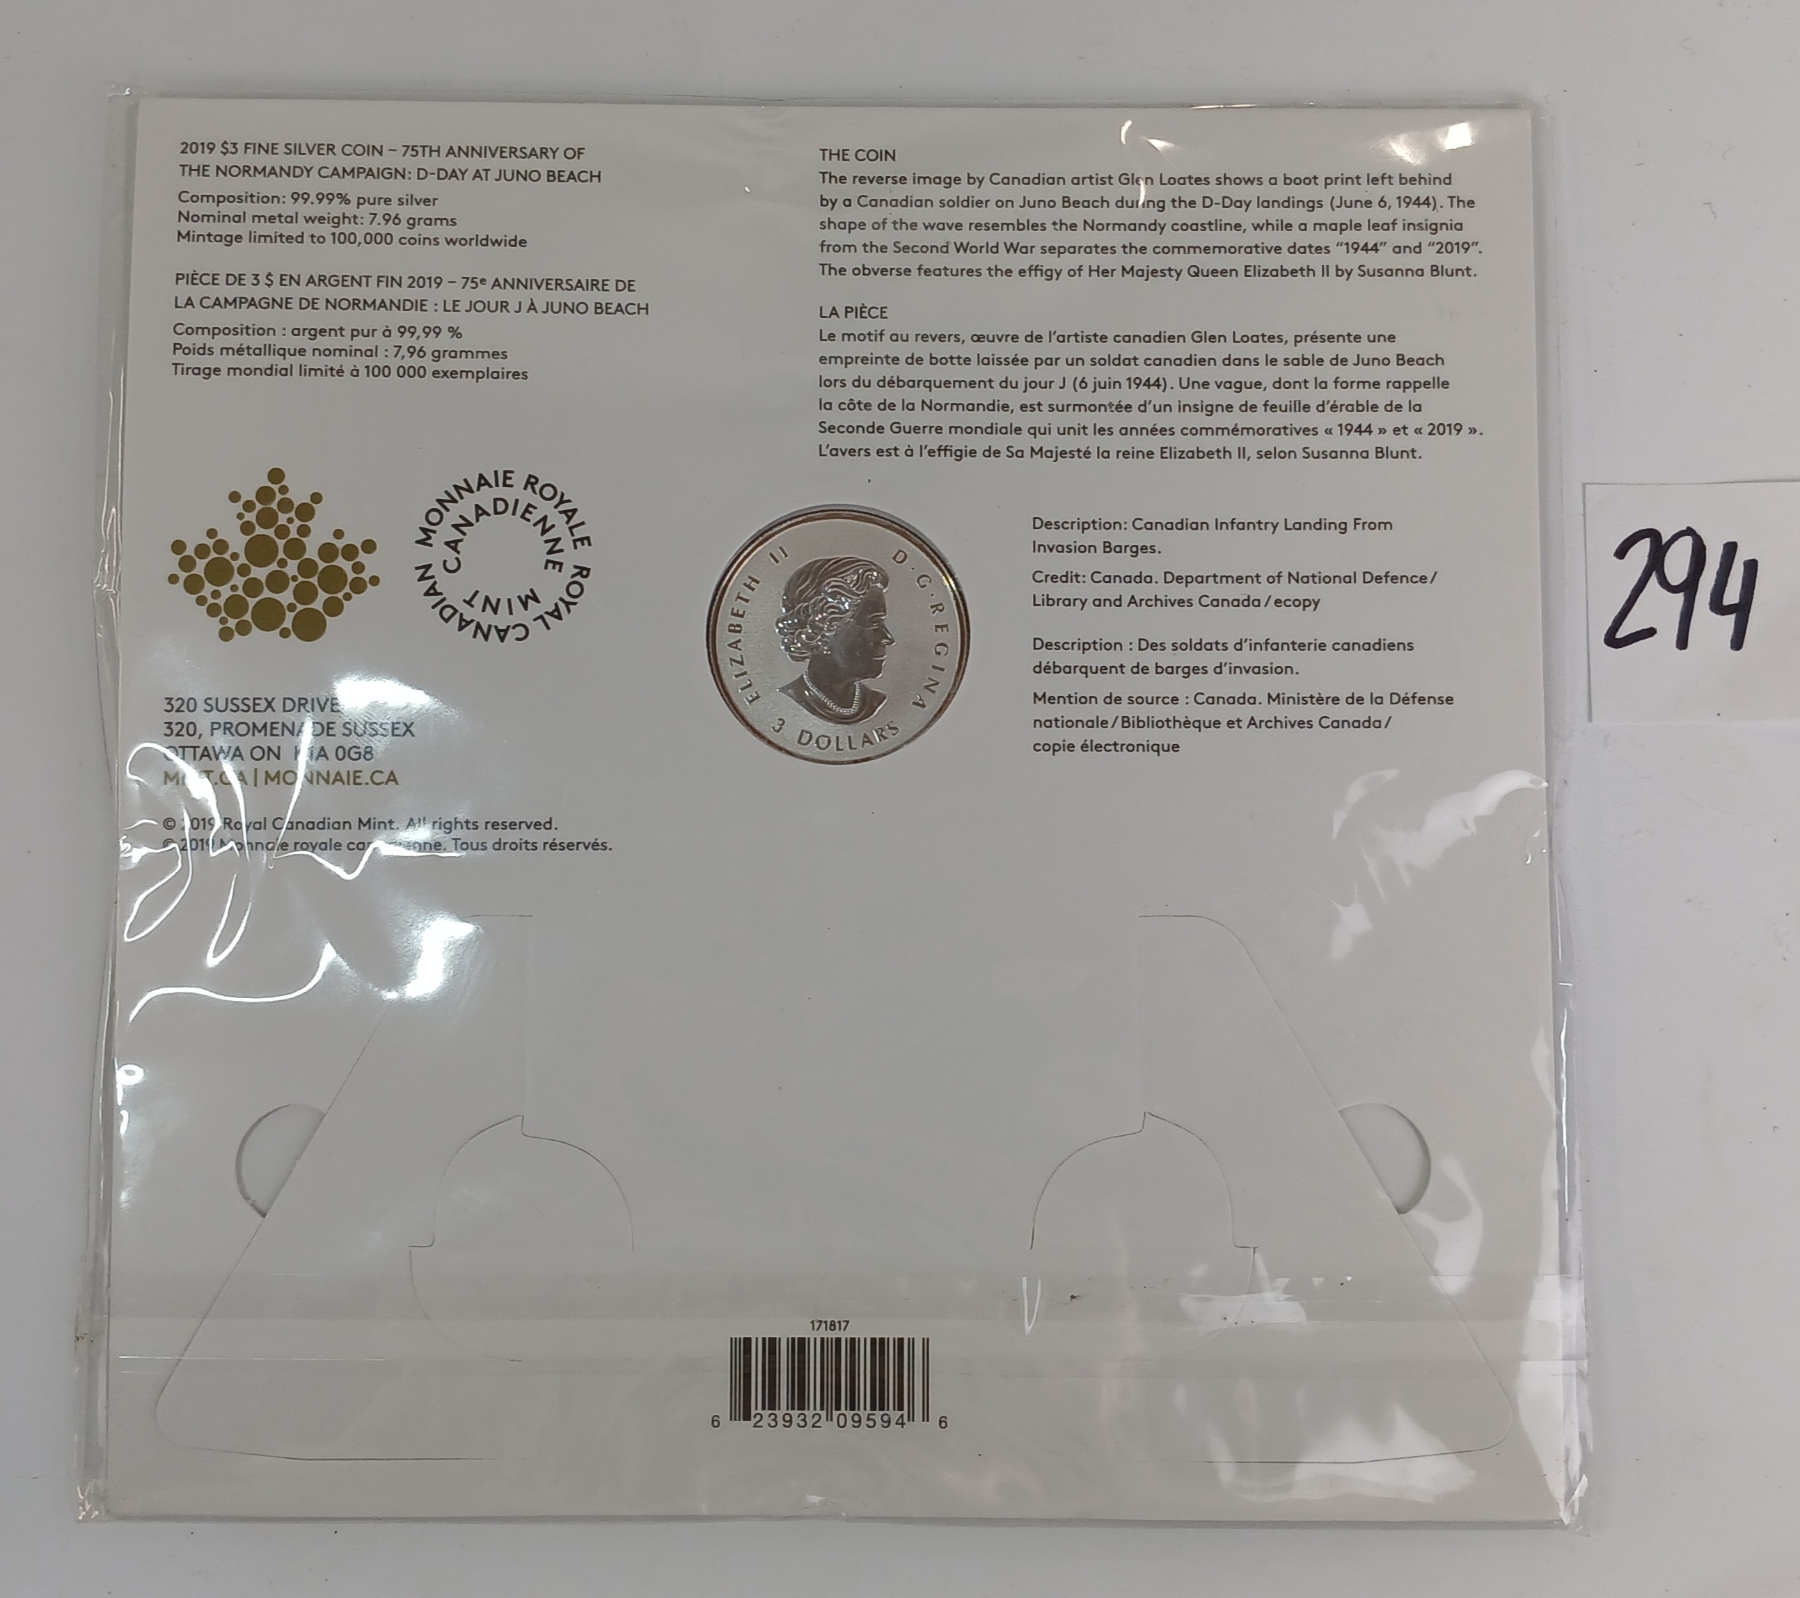 2019 $3 FINE SILVER COIN – 75TH ANNIVERSARY OF
THE NORMANDY CAMPAIGN: D-DAY AT JUNO BEACH
Composition: 99.99% pure silver
Nominal metal weight: 7.96 grams
Mintage limited to 100,000 coins worldwide
PIÈCE DE 3 $ EN ARGENT FIN 2019 – 75e ANNIVERSAIRE DE
LA CAMPAGNE DE NORMANDIE : LE JOUR J À JUNO BEACH
Composition : argent pur à 99,99 %
Poids métallique nominal : 7,96 grammes
Tirage mondial limité à 100 000 exemplaires
MONNAIE ROYALE CANADIENNE
ROYAL CANADIAN MINT
320 SUSSEX DRIVE
320, PROMENADE SUSSEX
OTTAWA ON K1A 0G8
MINT.CA | MONNAIE.CA
© 2019 Royal Canadian Mint. All rights reserved.
© 2019 Monnaie royale canadienne. Tous droits réservés.
THE COIN
The reverse image by Canadian artist Glen Loates shows a boot print left behind
by a Canadian soldier on Juno Beach during the D-Day landings (June 6, 1944). The
shape of the wave resembles the Normandy coastline, while a maple leaf insignia
from the Second World War separates the commemorative dates “1944” and “2019”.
The obverse features the effigy of Her Majesty Queen Elizabeth II by Susanna Blunt.
LA PIÈCE
Le motif au revers, œuvre de l’artiste canadien Glen Loates, présente une
empreinte de botte laissée par un soldat canadien dans le sable de Juno Beach
lors du débarquement du jour J (6 juin 1944). Une vague, dont la forme rappelle
la côte de la Normandie, est surmontée d’un insigne de feuille d’érable de la
Seconde Guerre mondiale qui unit les années commémoratives « 1944 » et « 2019 ».
L’avers est à l’effigie de Sa Majesté la reine Elizabeth II, selon Susanna Blunt.
ELIZABETH II D·G·REGINA
3 DOLLARS
Description: Canadian Infantry Landing From
Invasion Barges.
Credit: Canada. Department of National Defence/
Library and Archives Canada/ecopy
Description : Des soldats d’infanterie canadiens
débarquent de barges d’invasion.
Mention de source : Canada. Ministère de la Défense
nationale/Bibliothèque et Archives Canada/
copie électronique
294
171817
6 23932 09594 6